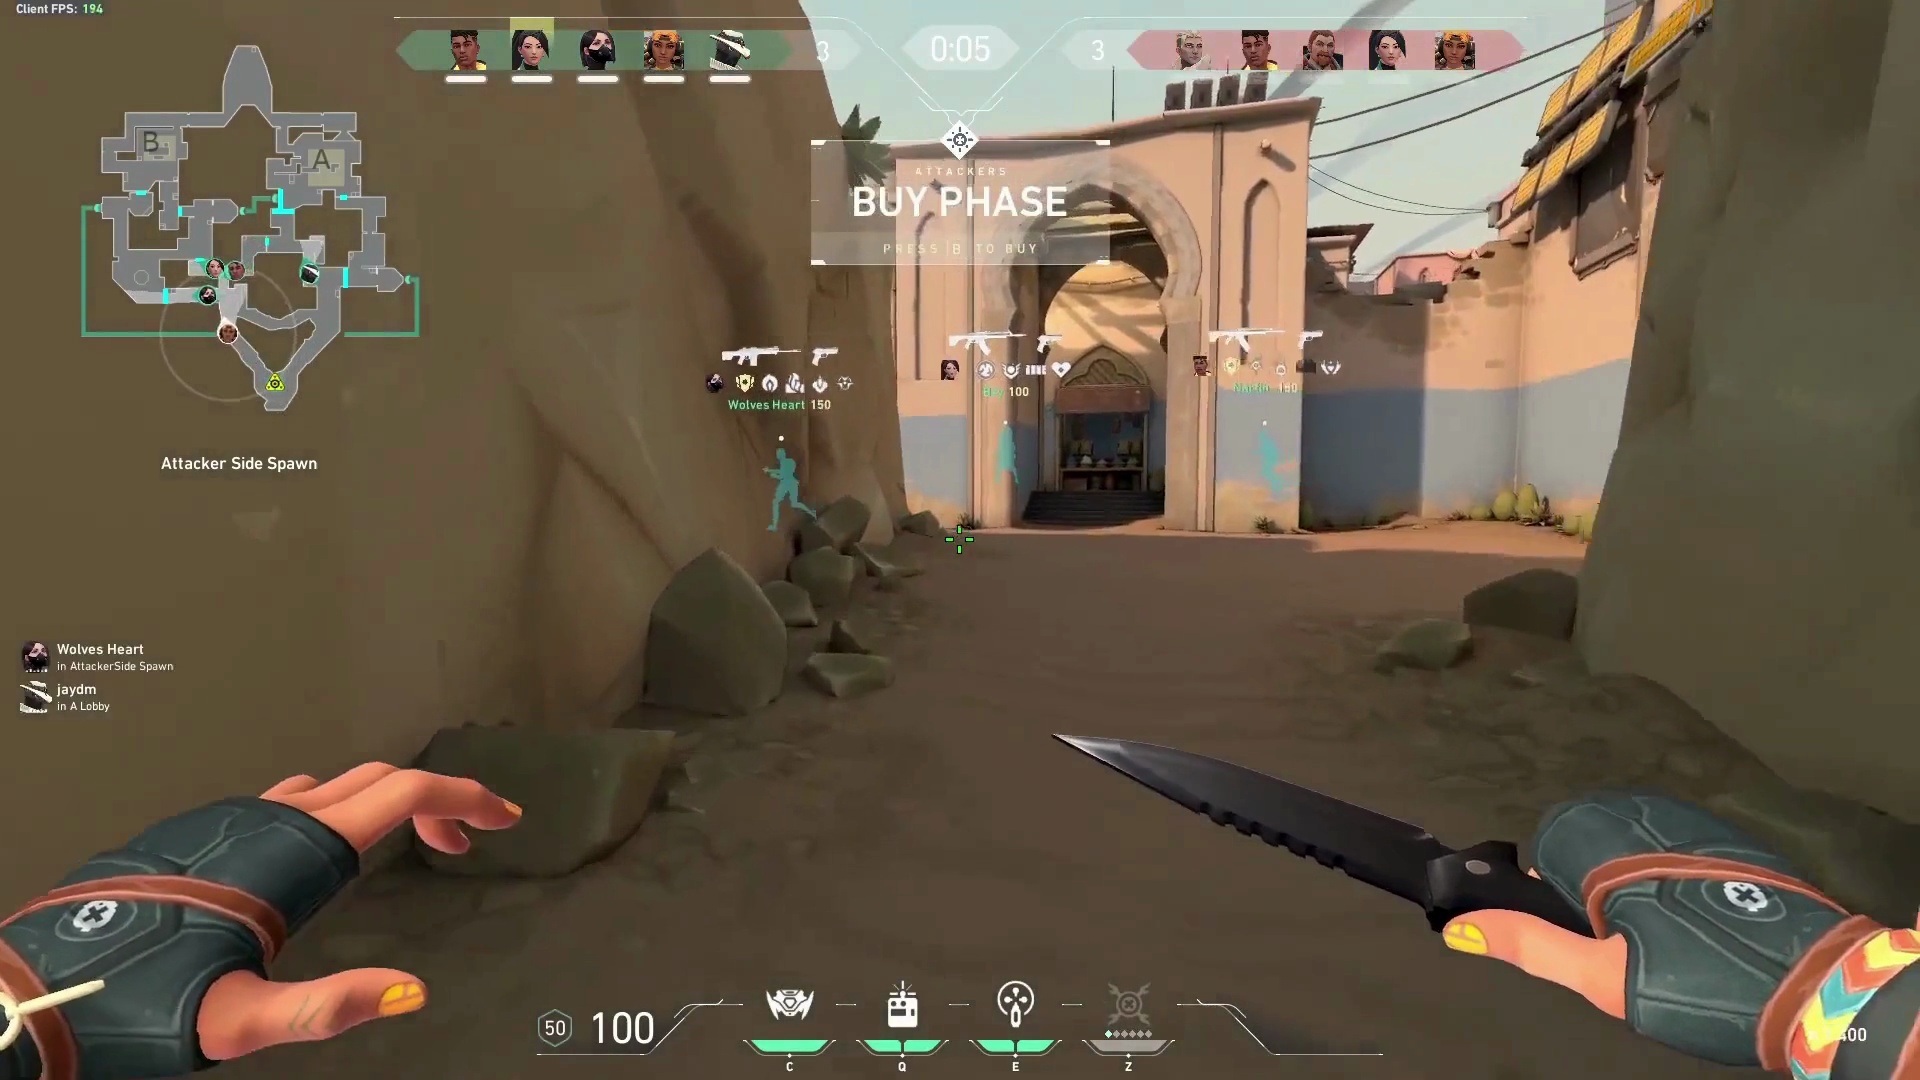 Client FPS: 194
3
0:05
3
B
A
ATTACKERS
BUY PHASE
PRESS B TO BUY
Wolves Heart 150
100
Attacker Side Spawn
Wolves Heart
in AttackerSide Spawn
jaydm
in A Lobby
50
100
C
Q
E
Z